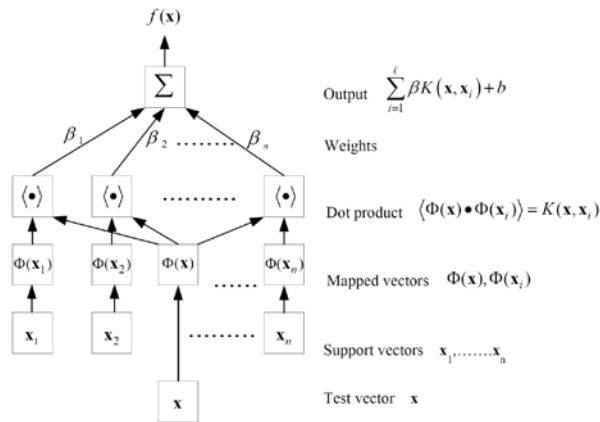 f(x)
Σ
Output ∑_{i=1}^{ℓ} βK(x, x_i) + b
β_1 β_2 ........ β_n
Weights
⟨•⟩ ⟨•⟩ .......... ⟨•⟩
Dot product ⟨Φ(x)•Φ(x_i)⟩ = K(x, x_i)
Φ(x_1) Φ(x_2) Φ(x) ...... Φ(x_n)
Mapped vectors Φ(x), Φ(x_i)
x_1 x_2 ......... x_n
Support vectors x_1,.......x_n
x
Test vector x